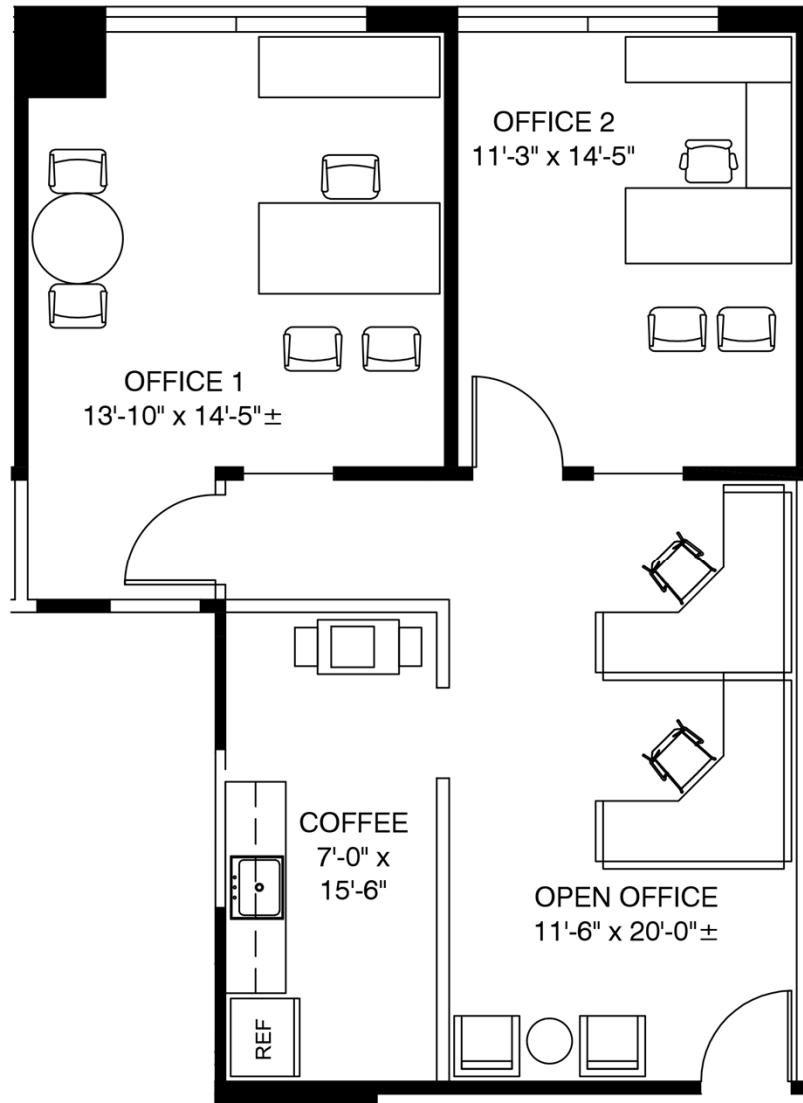 OFFICE 1
13'-10" x 14'-5"±
OFFICE 2
11'-3" x 14'-5"
COFFEE
7'-0" x
15'-6"
OPEN OFFICE
11'-6" x 20'-0"±
REF